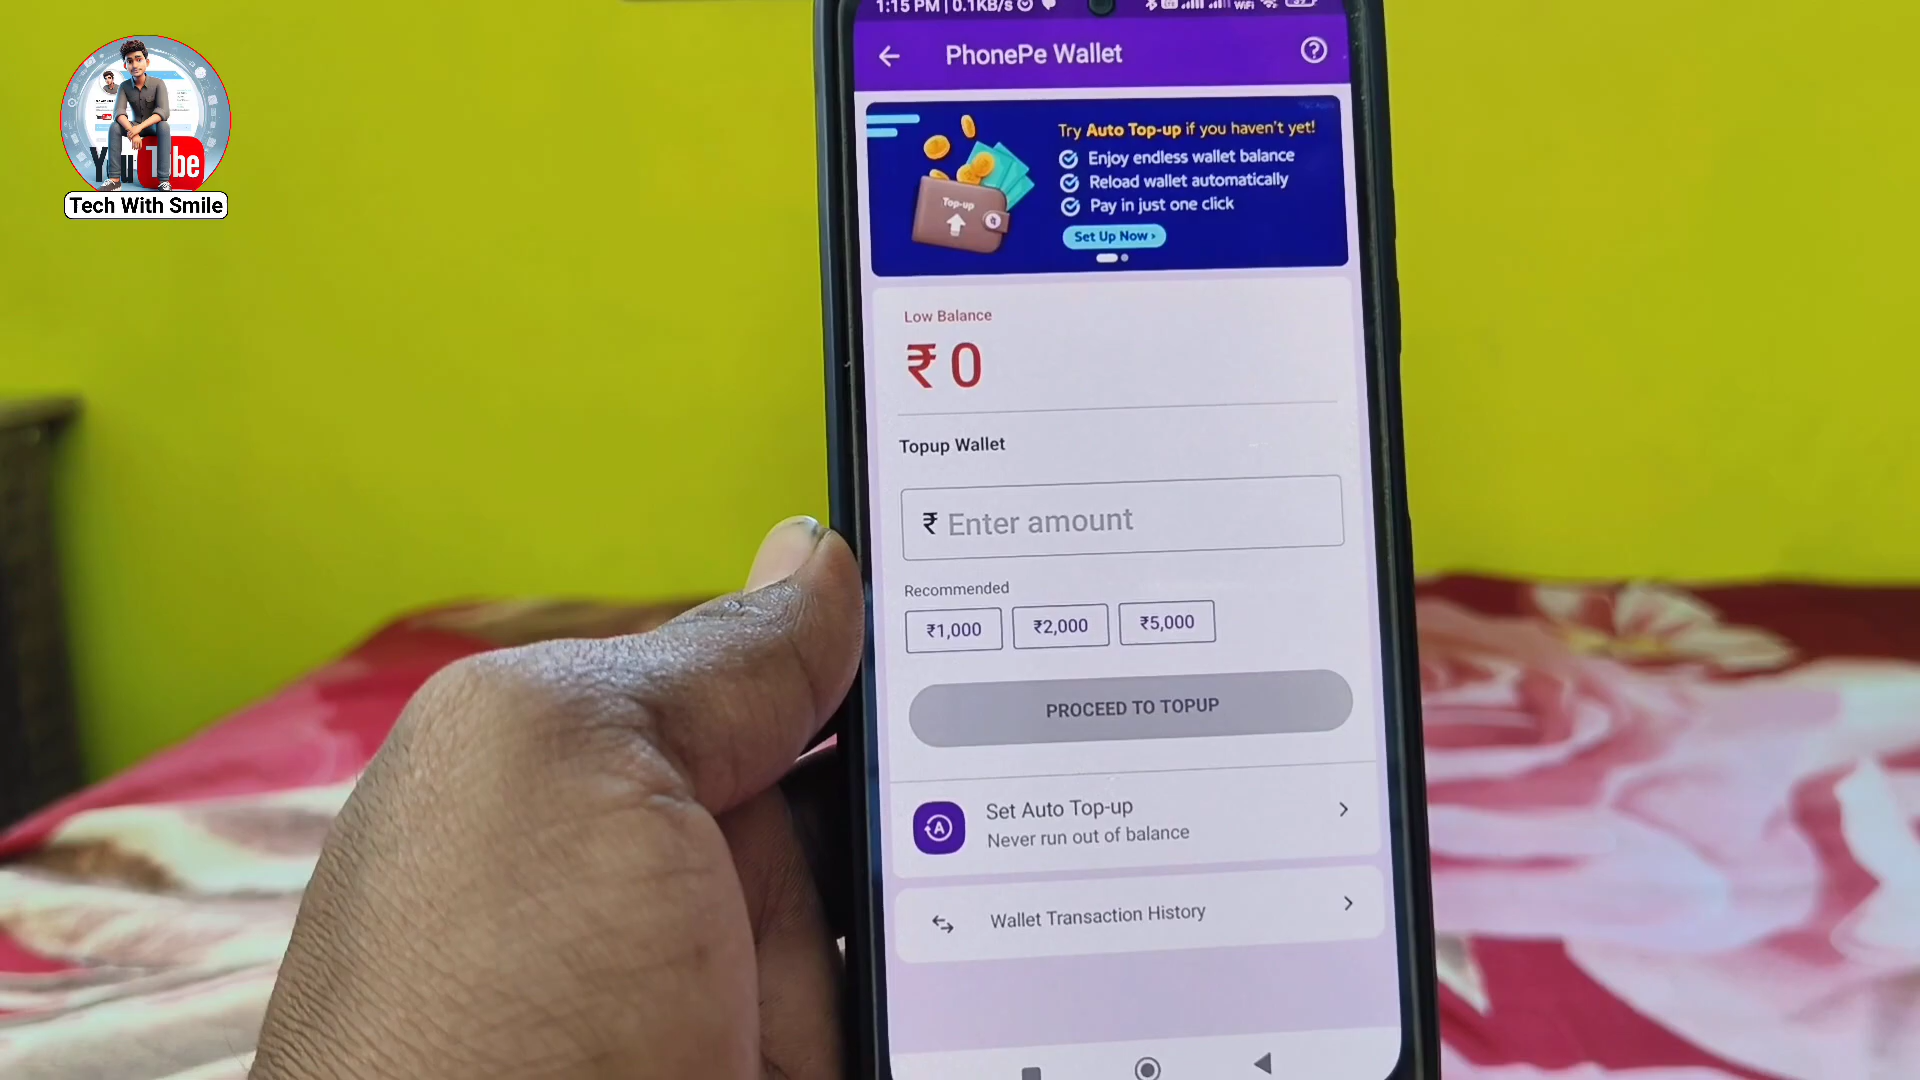 1:15 PM | 0.1KB/s
PhonePe Wallet
Try Auto Top-up if you haven't yet!
Enjoy endless wallet balance
Reload wallet automatically
Pay in just one click
Top-up
Set Up Now ›
Low Balance
₹ 0
Topup Wallet
₹ Enter amount
Recommended
₹1,000 ₹2,000 ₹5,000
PROCEED TO TOPUP
Set Auto Top-up
Never run out of balance
Wallet Transaction History
YouTube
Tech With Smile